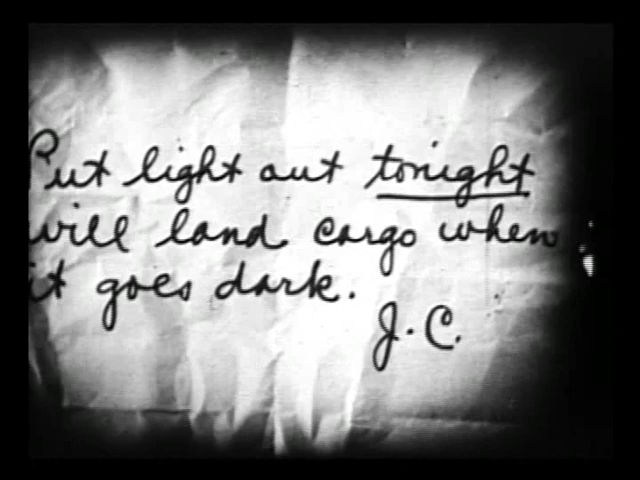 Put light out tonight
will land cargo when
it goes dark.
J.C.